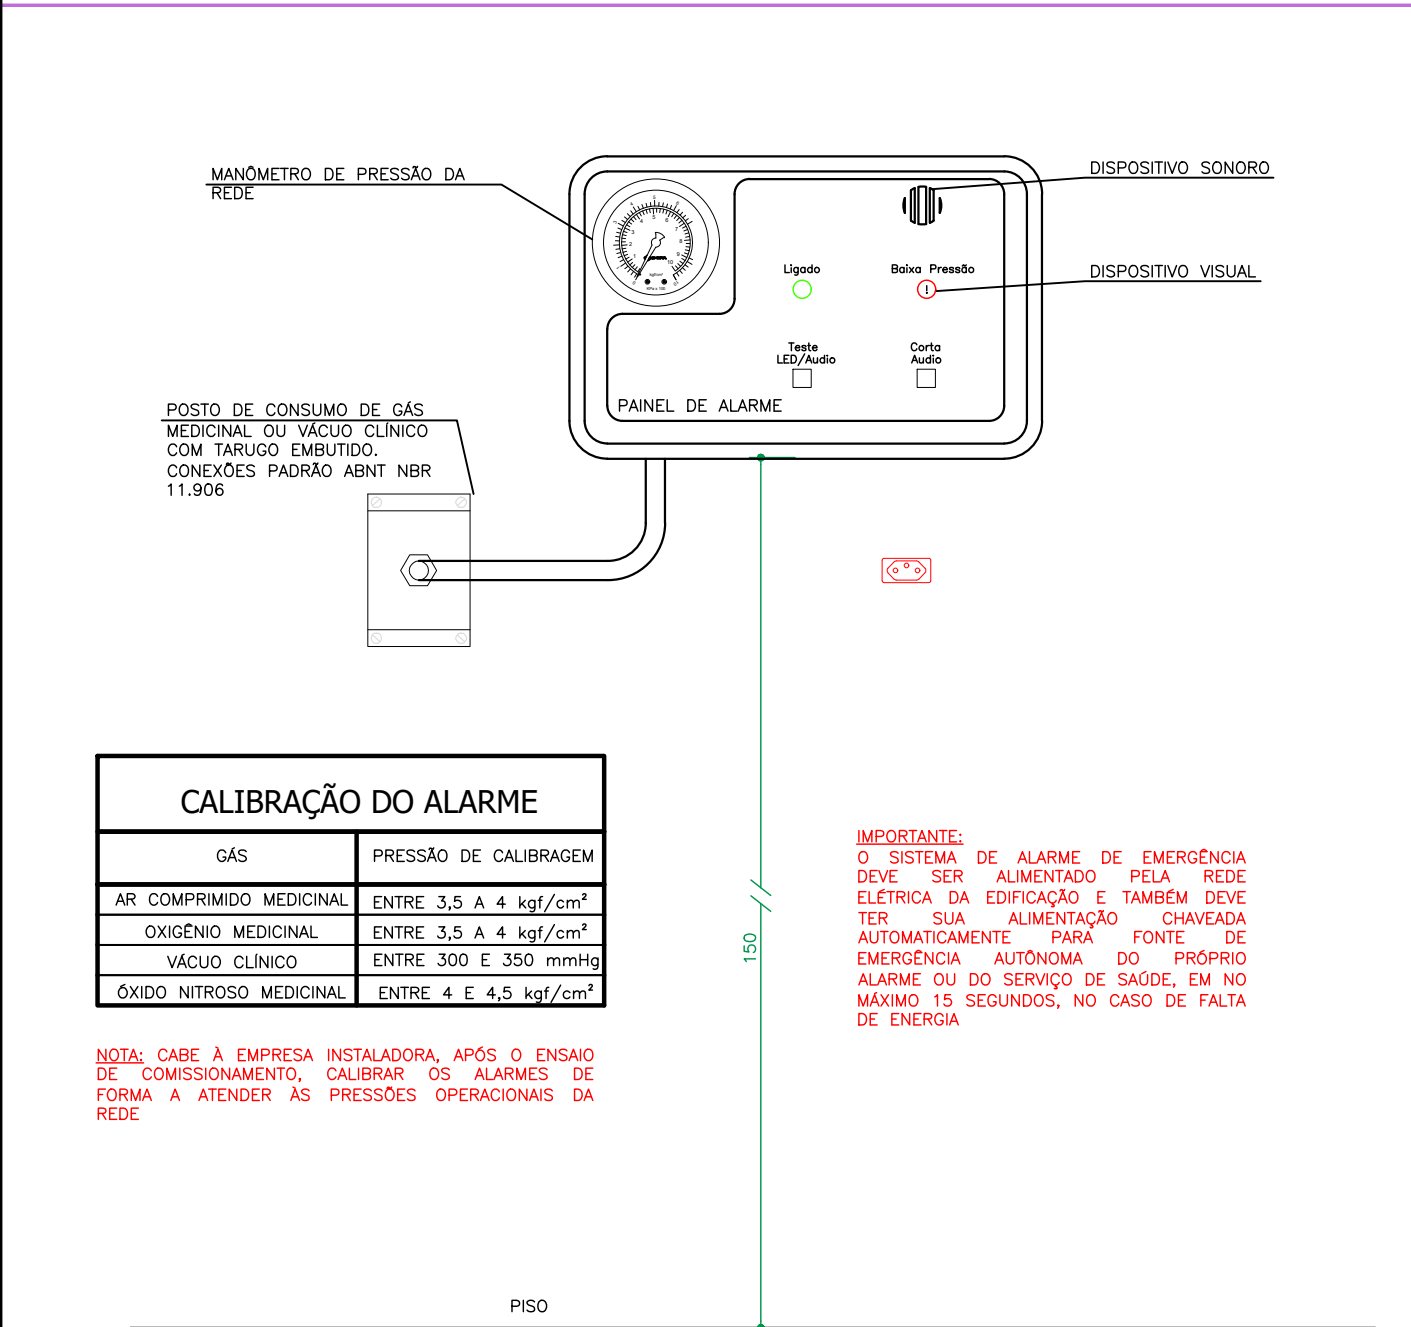 MANÔMETRO DE PRESSÃO DA
REDE
DISPOSITIVO SONORO
Ligado
Baixa Pressão
!
DISPOSITIVO VISUAL
Teste
LED/Audio
Corta
Audio
PAINEL DE ALARME
POSTO DE CONSUMO DE GÁS
MEDICINAL OU VÁCUO CLÍNICO
COM TARUGO EMBUTIDO.
CONEXÕES PADRÃO ABNT NBR
11.906
CALIBRAÇÃO DO ALARME
GÁS PRESSÃO DE CALIBRAGEM
AR COMPRIMIDO MEDICINAL ENTRE 3,5 A 4 kgf/cm²
OXIGÊNIO MEDICINAL ENTRE 3,5 A 4 kgf/cm²
VÁCUO CLÍNICO ENTRE 300 E 350 mmHg
ÓXIDO NITROSO MEDICINAL ENTRE 4 E 4,5 kgf/cm²
NOTA: CABE À EMPRESA INSTALADORA, APÓS O ENSAIO
DE COMISSIONAMENTO, CALIBRAR OS ALARMES DE
FORMA A ATENDER ÀS PRESSÕES OPERACIONAIS DA
REDE
150
IMPORTANTE:
O SISTEMA DE ALARME DE EMERGÊNCIA
DEVE SER ALIMENTADO PELA REDE
ELÉTRICA DA EDIFICAÇÃO E TAMBÉM DEVE
TER SUA ALIMENTAÇÃO CHAVEADA
AUTOMATICAMENTE PARA FONTE DE
EMERGÊNCIA AUTÔNOMA DO PRÓPRIO
ALARME OU DO SERVIÇO DE SAÚDE, EM NO
MÁXIMO 15 SEGUNDOS, NO CASO DE FALTA
DE ENERGIA
PISO